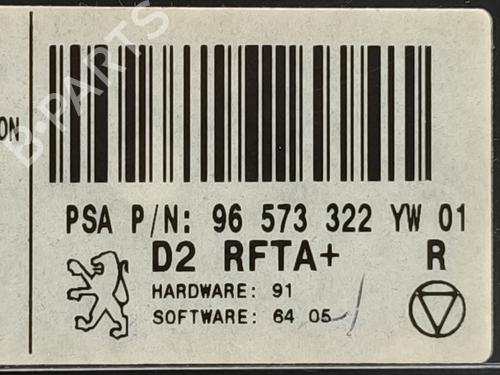 ON
B-PARTS
PSA P/N: 96 573 322 YW 01
D2 RFTA+ R
HARDWARE: 91
SOFTWARE: 64 05